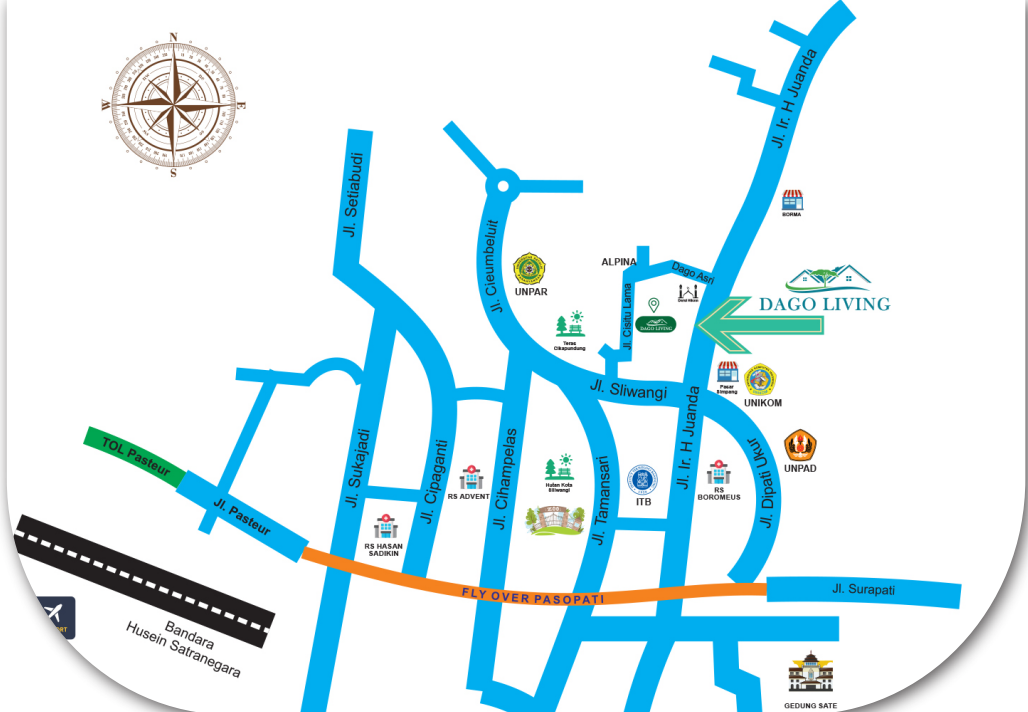 N
W
E
S
Jl. Setiabudi
Jl. Cieumbeluit
Jl. Ir. H Juanda
BORMA
UNPAR
ALPINA
Dago Asri
DAGO LIVING
Jl. Cisitu Lama
DAGO LIVING
Teras
Cikapundung
Jl. Sliwangi
Pasar
Simpang
UNIKOM
TOL Pasteur
Jl. Pasteur
Jl. Sukajadi
Jl. Cipaganti
RS ADVENT
Jl. Cihampelas
Hutan Kota
Siliwangi
Jl. Tamansari
ITB
Jl. Ir. H Juanda
RS
BOROMEUS
Jl. Dipati Ukur
UNPAD
RS HASAN
SADIKIN
FLY OVER PASOPATI
Jl. Surapati
Bandara
Husein Satranegara
GEDUNG SATE